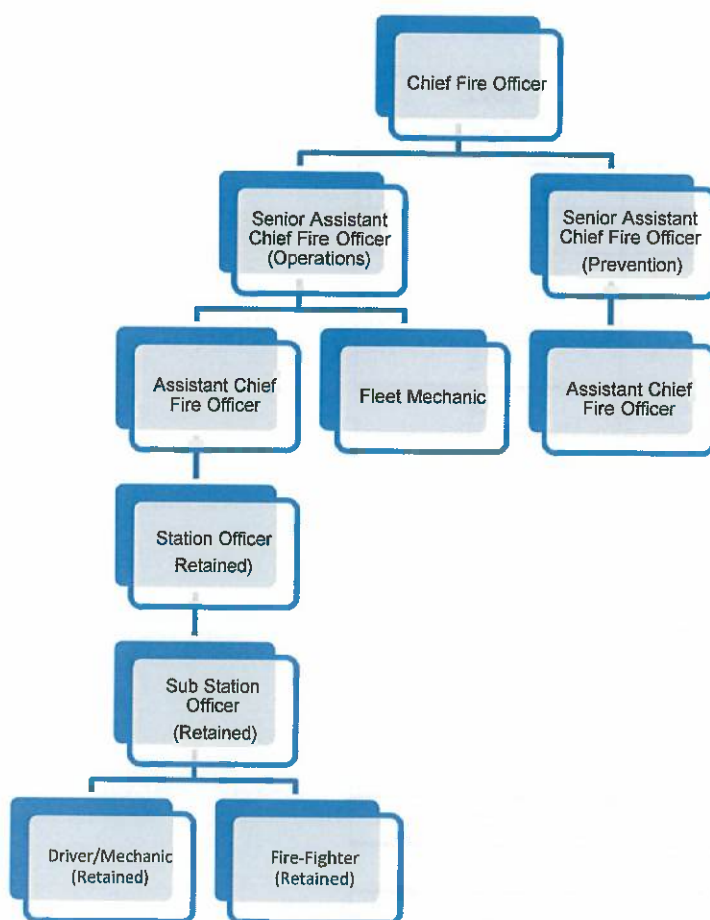 Chief Fire Officer
Senior Assistant
Chief Fire Officer
(Operations)
Senior Assistant
Chief Fire Officer
(Prevention)
Assistant Chief
Fire Officer
Fleet Mechanic
Assistant Chief
Fire Officer
Station Officer
Retained)
Sub Station
Officer
(Retained)
Driver/Mechanic
(Retained)
Fire-Fighter
(Retained)